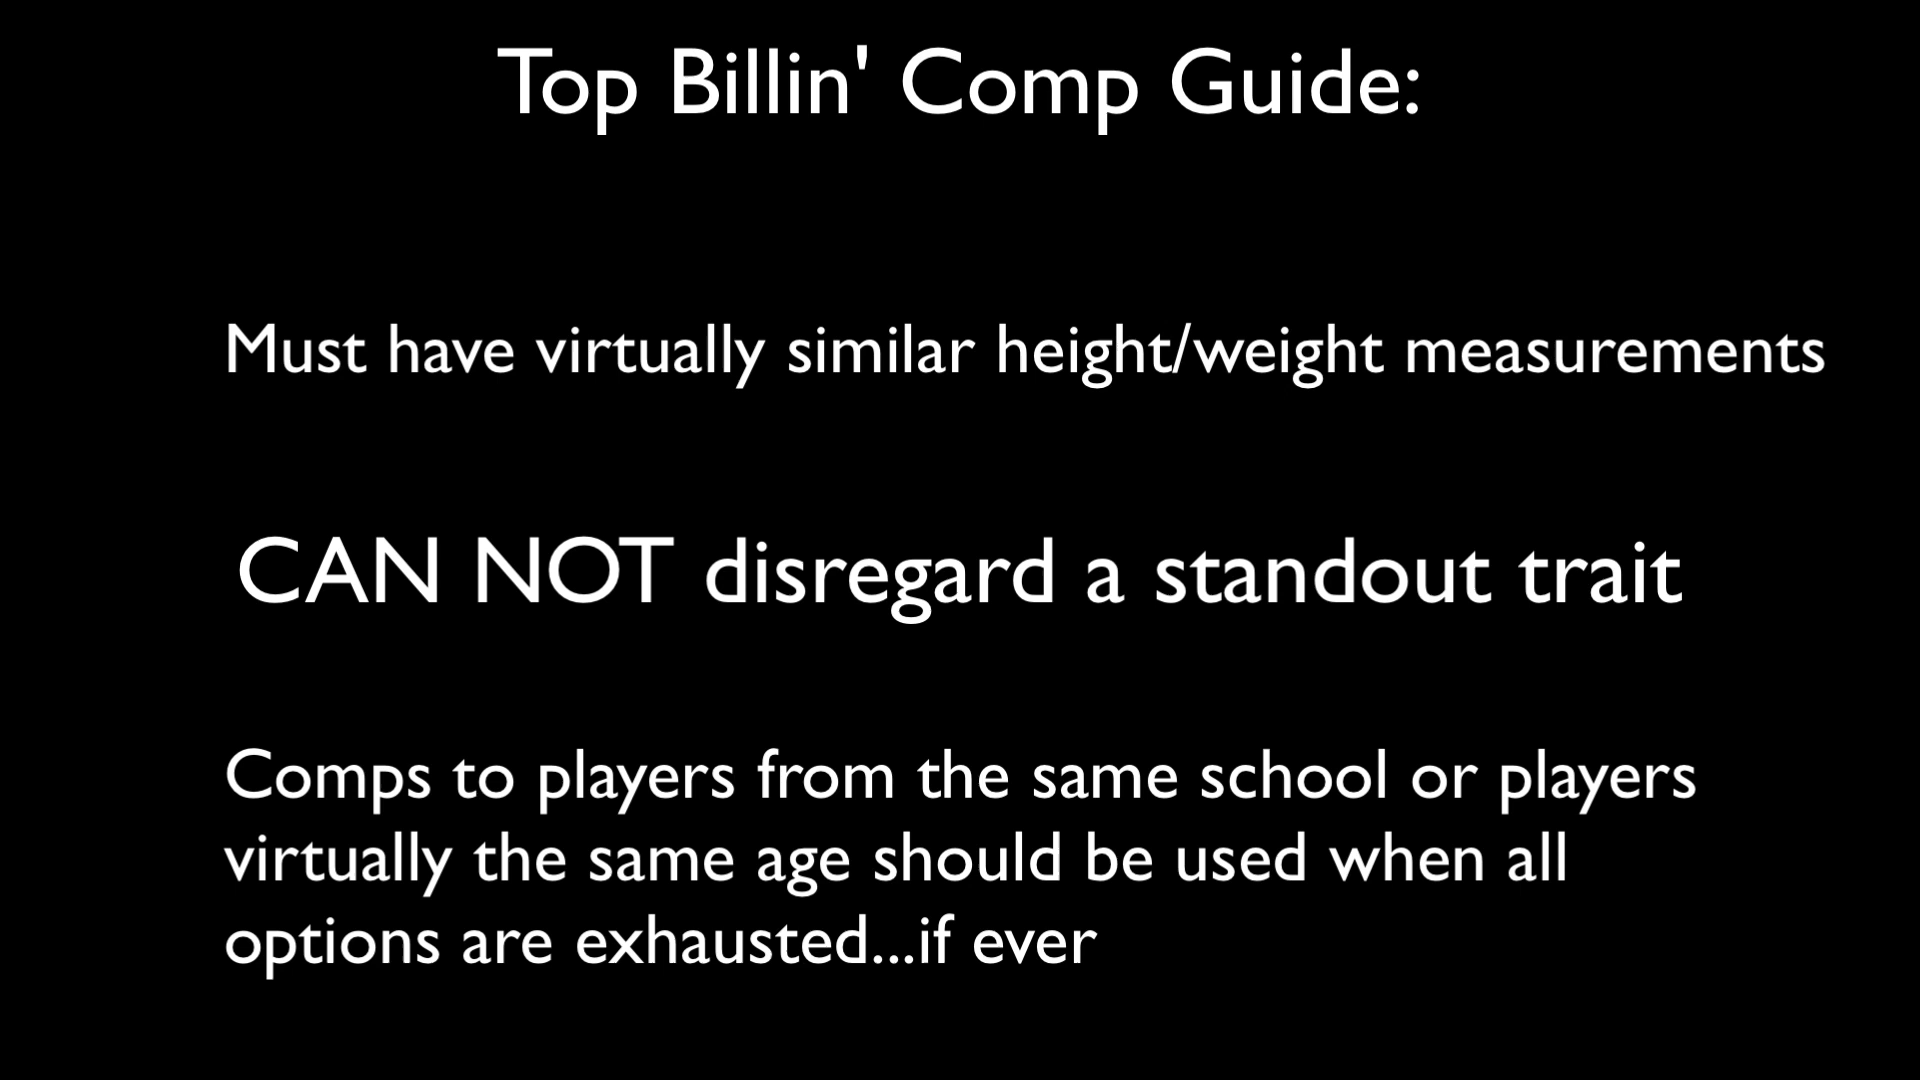 Top Billin' Comp Guide:
Must have virtually similar height/weight measurements
CAN NOT disregard a standout trait
Comps to players from the same school or players
virtually the same age should be used when all
options are exhausted...if ever